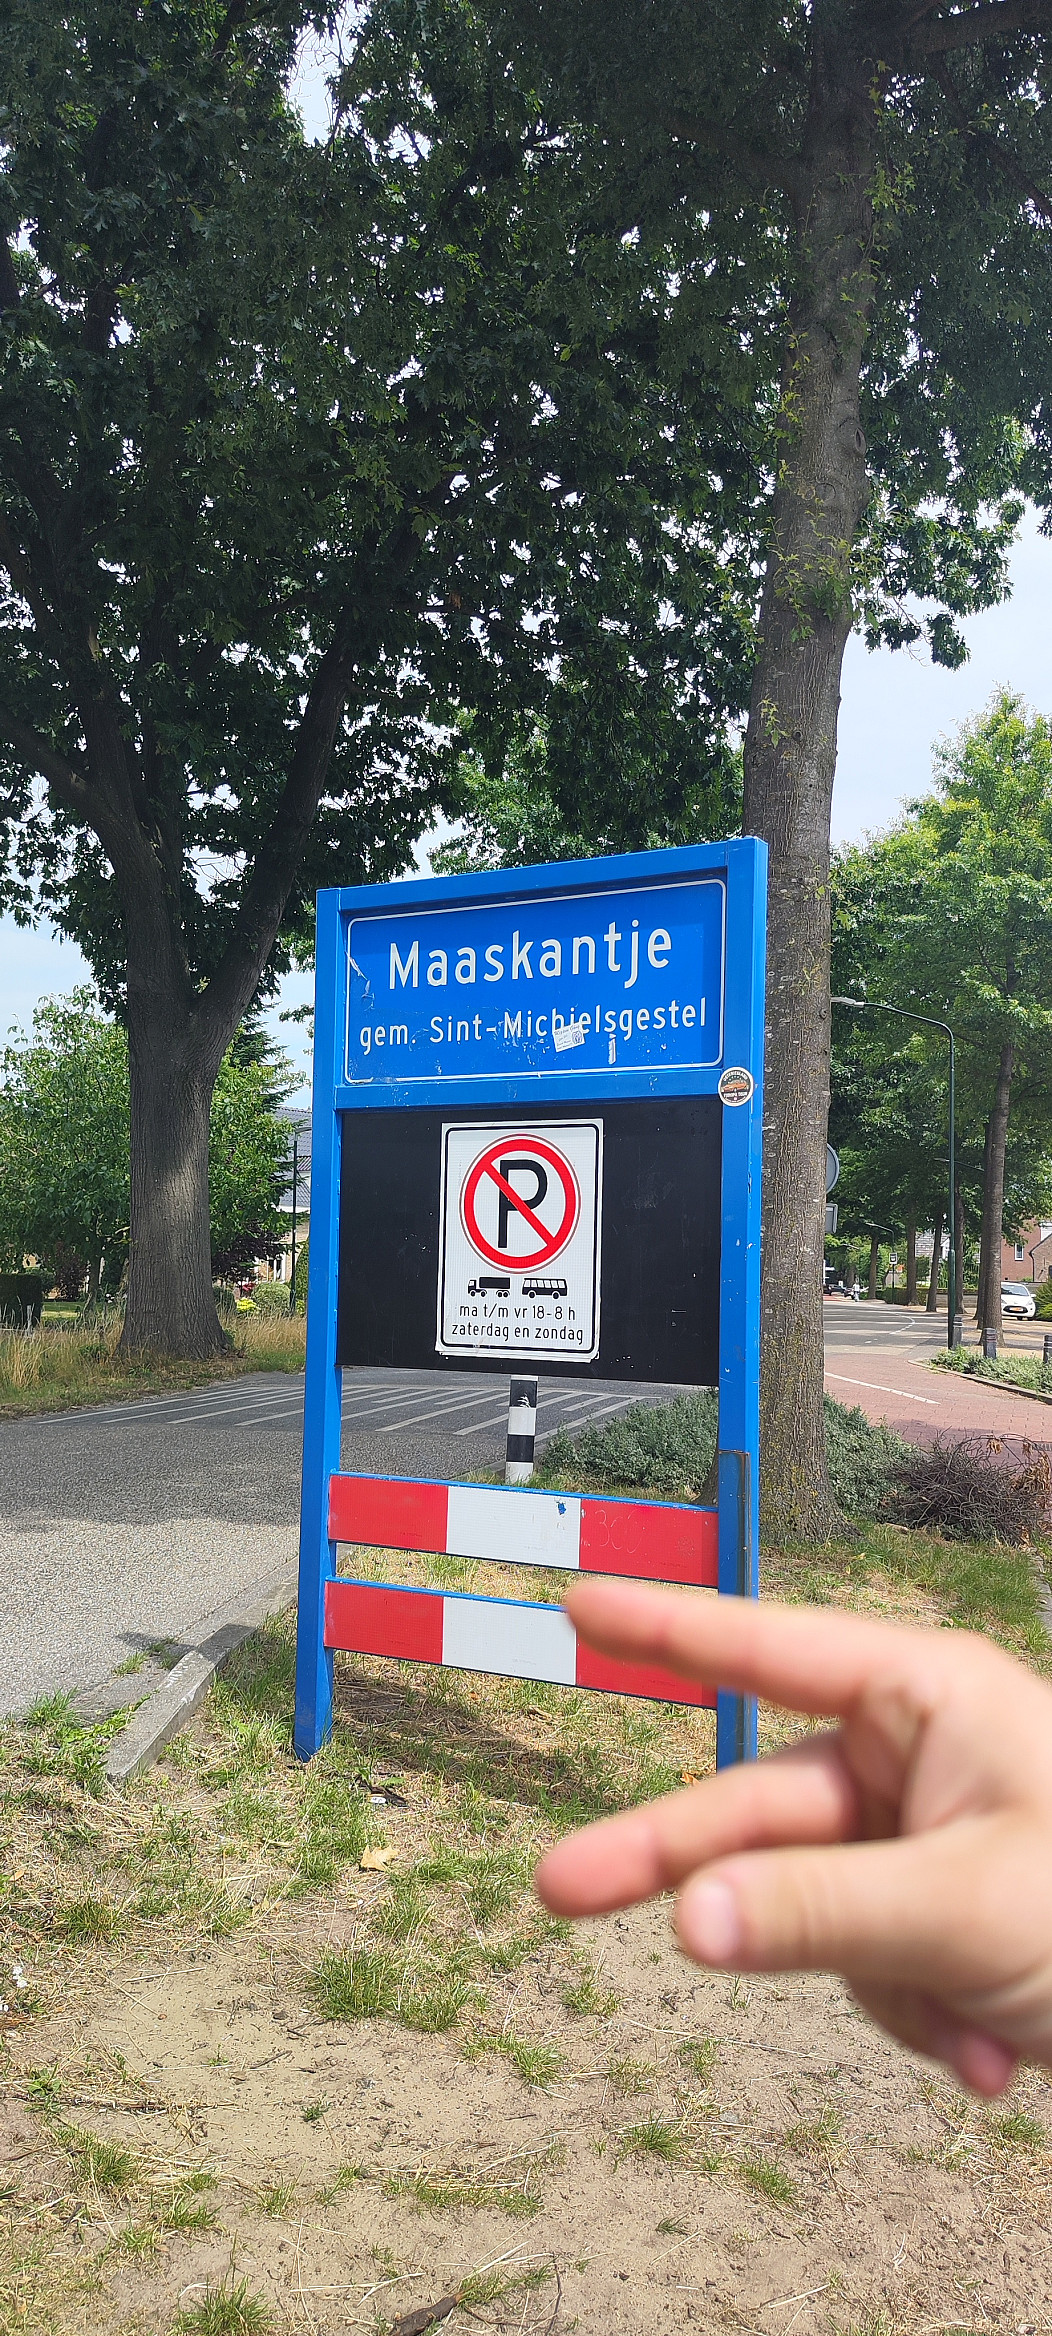 Maaskantje
gem. Sint-Michielsgestel
P
ma t/m vr 18-8 h
zaterdag en zondag